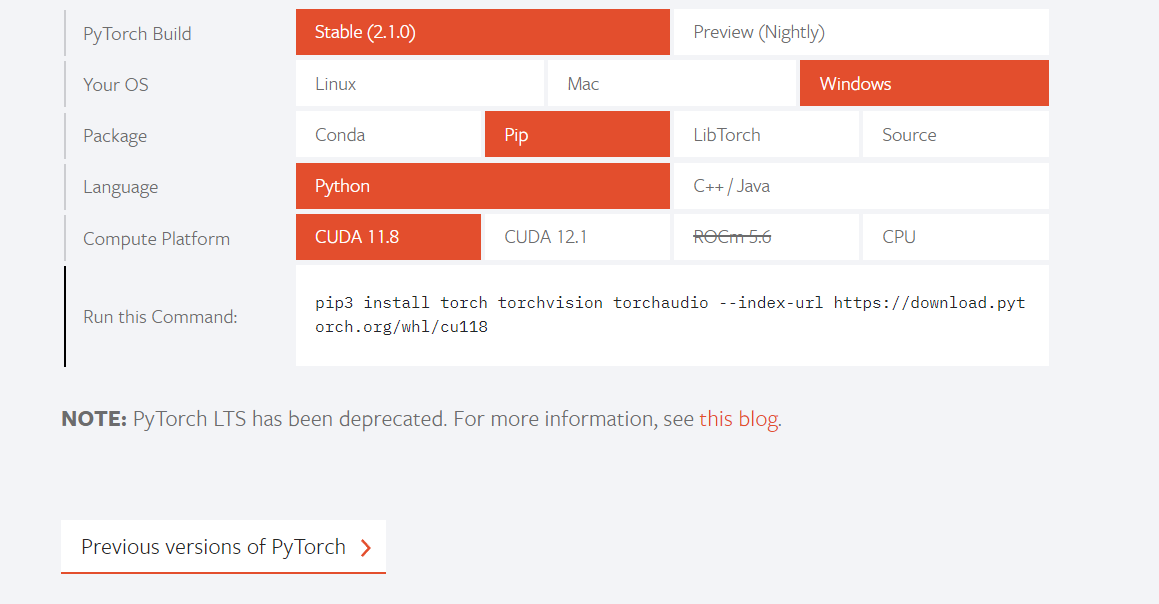 PyTorch Build Stable (2.1.0) Preview (Nightly)
Your OS Linux Mac Windows
Package Conda Pip LibTorch Source
Language Python C++ / Java
Compute Platform CUDA 11.8 CUDA 12.1 ROCm 5.6 CPU
Run this Command:
pip3 install torch torchvision torchaudio --index-url https://download.pyt
orch.org/whl/cu118
NOTE: PyTorch LTS has been deprecated. For more information, see this blog.
Previous versions of PyTorch